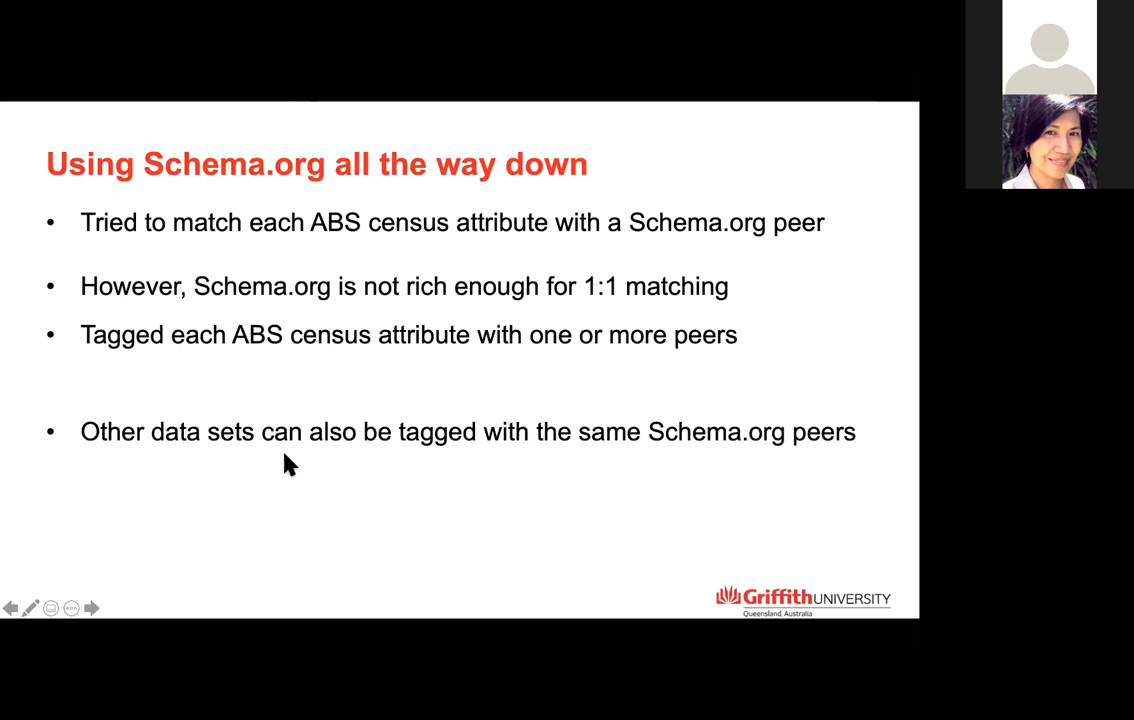 Using Schema.org all the way down
• Tried to match each ABS census attribute with a Schema.org peer
• However, Schema.org is not rich enough for 1:1 matching
• Tagged each ABS census attribute with one or more peers
• Other data sets can also be tagged with the same Schema.org peers
Griffith UNIVERSITY
Queensland, Australia